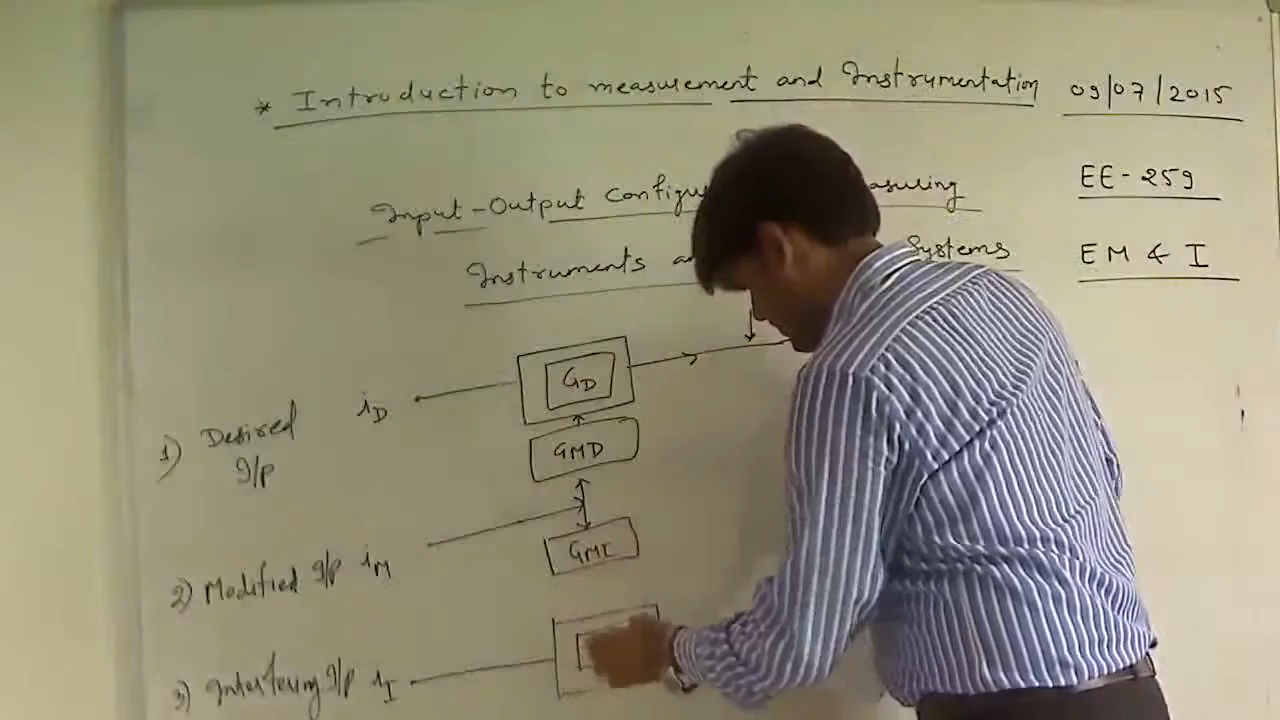 * Introduction to measurement and Instrumentation 09/07/2015
Input-Output Configu asuring
EE-259
Instruments a Systems
EM & I
GD
1) Desired I/p iD
GMD
2) Modified I/p iM
GMI
3) Interfering I/p iI